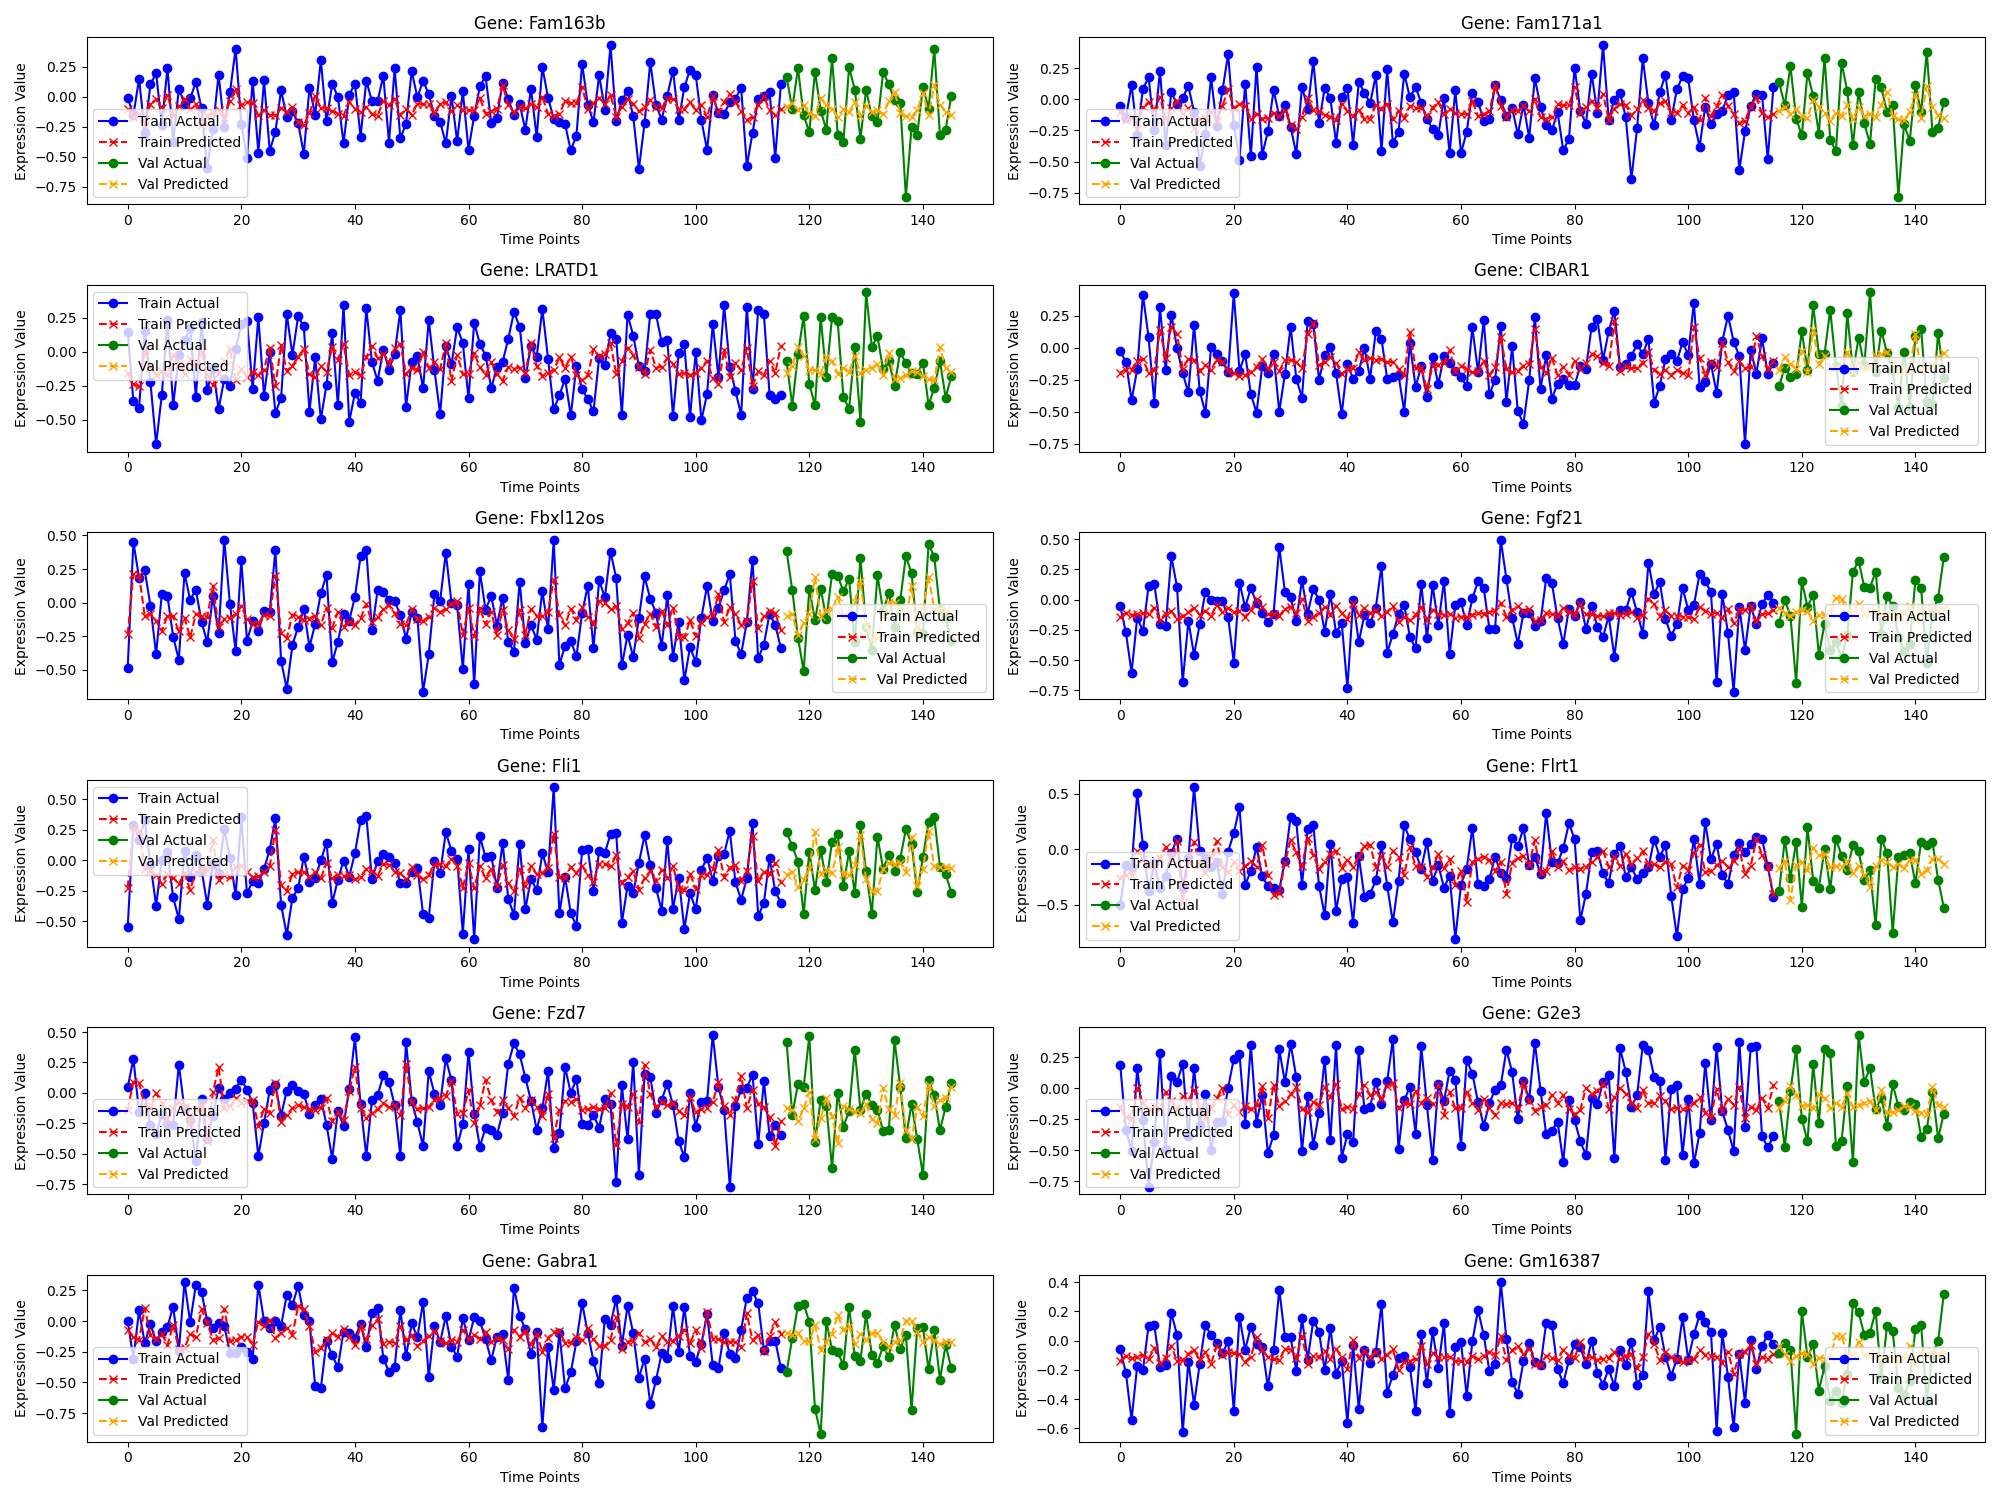 Gene: Fam163b
Expression Value
0.25
0.00
−0.25
−0.50
−0.75
Train Actual
Train Predicted
Val Actual
Val Predicted
0 20 40 60 80 100 120 140
Time Points
Gene: Fam171a1
Expression Value
0.25
0.00
−0.25
−0.50
−0.75
Train Actual
Train Predicted
Val Actual
Val Predicted
0 20 40 60 80 100 120 140
Time Points
Gene: LRATD1
Expression Value
0.25
0.00
−0.25
−0.50
Train Actual
Train Predicted
Val Actual
Val Predicted
0 20 40 60 80 100 120 140
Time Points
Gene: CIBAR1
Expression Value
0.25
0.00
−0.25
−0.50
−0.75
Train Actual
Train Predicted
Val Actual
Val Predicted
0 20 40 60 80 100 120 140
Time Points
Gene: Fbxl12os
Expression Value
0.50
0.25
0.00
−0.25
−0.50
Train Actual
Train Predicted
Val Actual
Val Predicted
0 20 40 60 80 100 120 140
Time Points
Gene: Fgf21
Expression Value
0.50
0.25
0.00
−0.25
−0.50
−0.75
Train Actual
Train Predicted
Val Actual
Val Predicted
0 20 40 60 80 100 120 140
Time Points
Gene: Fli1
Expression Value
0.50
0.25
0.00
−0.25
−0.50
Train Actual
Train Predicted
Val Actual
Val Predicted
0 20 40 60 80 100 120 140
Time Points
Gene: Flrt1
Expression Value
0.5
0.0
−0.5
Train Actual
Train Predicted
Val Actual
Val Predicted
0 20 40 60 80 100 120 140
Time Points
Gene: Fzd7
Expression Value
0.50
0.25
0.00
−0.25
−0.50
−0.75
Train Actual
Train Predicted
Val Actual
Val Predicted
0 20 40 60 80 100 120 140
Time Points
Gene: G2e3
Expression Value
0.25
0.00
−0.25
−0.50
−0.75
Train Actual
Train Predicted
Val Actual
Val Predicted
0 20 40 60 80 100 120 140
Time Points
Gene: Gabra1
Expression Value
0.25
0.00
−0.25
−0.50
−0.75
Train Actual
Train Predicted
Val Actual
Val Predicted
0 20 40 60 80 100 120 140
Time Points
Gene: Gm16387
Expression Value
0.4
0.2
0.0
−0.2
−0.4
−0.6
Train Actual
Train Predicted
Val Actual
Val Predicted
0 20 40 60 80 100 120 140
Time Points